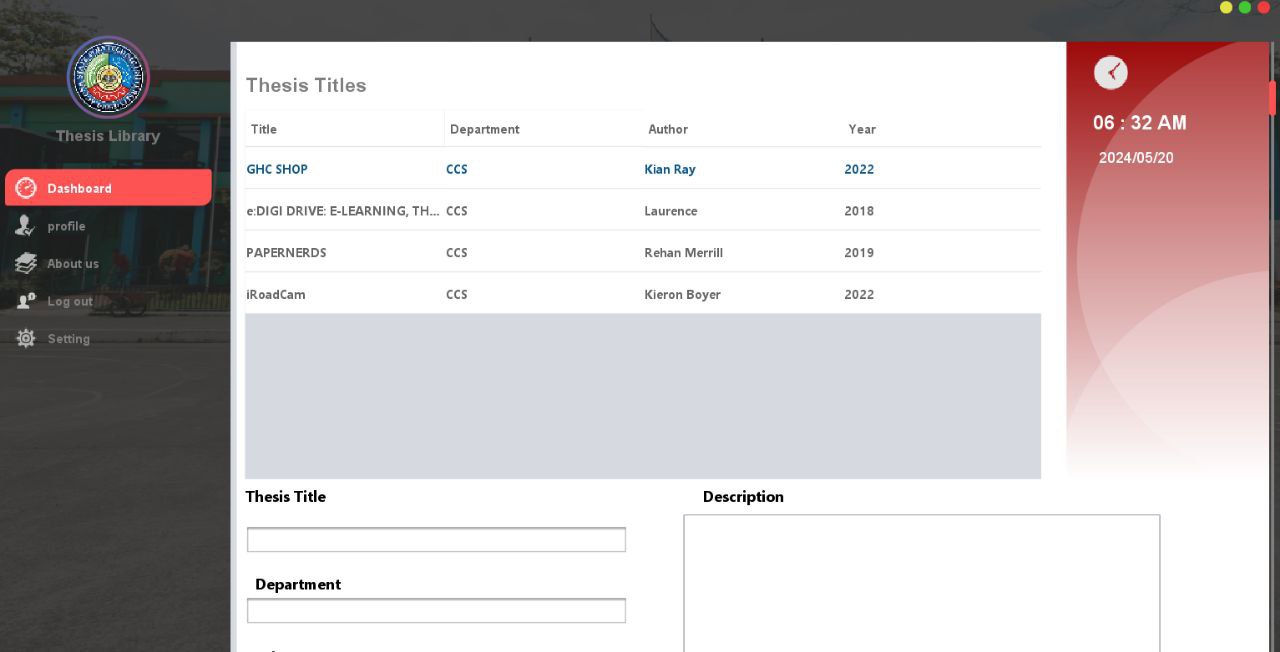 Thesis Library
Dashboard
profile
About us
Log out
Setting
Thesis Titles
Title Department Author Year
GHC SHOP CCS Kian Ray 2022
e:DIGI DRIVE: E-LEARNING, TH... CCS Laurence 2018
PAPERNERDS CCS Rehan Merrill 2019
iRoadCam CCS Kieron Boyer 2022
06 : 32 AM
2024/05/20
Thesis Title
Description
Department